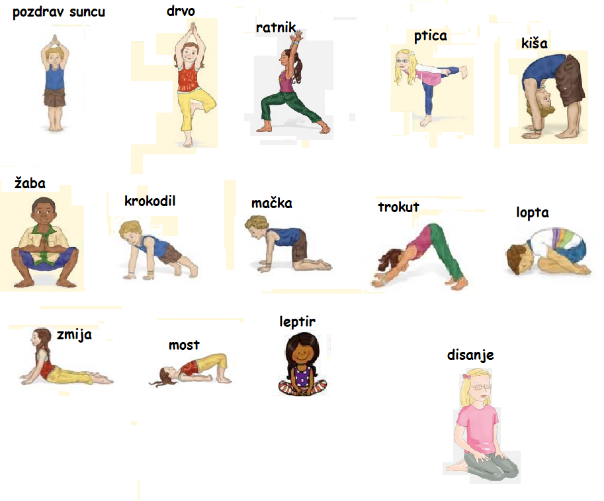 pozdrav suncu
drvo
ratnik
ptica
kiša
žaba
krokodil
mačka
trokut
lopta
zmija
most
leptir
disanje